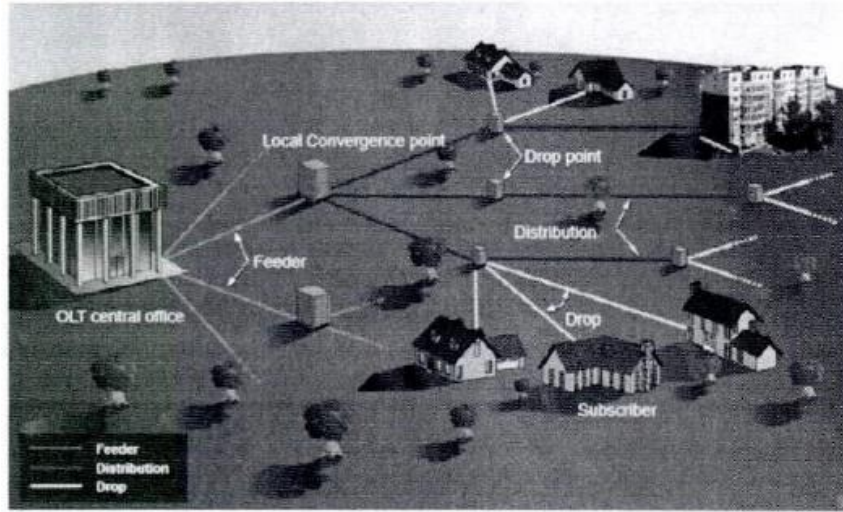 Local Convergence point
Drop point
Distribution
Feeder
OLT central office
Drop
Subscriber
Feeder
Distribution
Drop